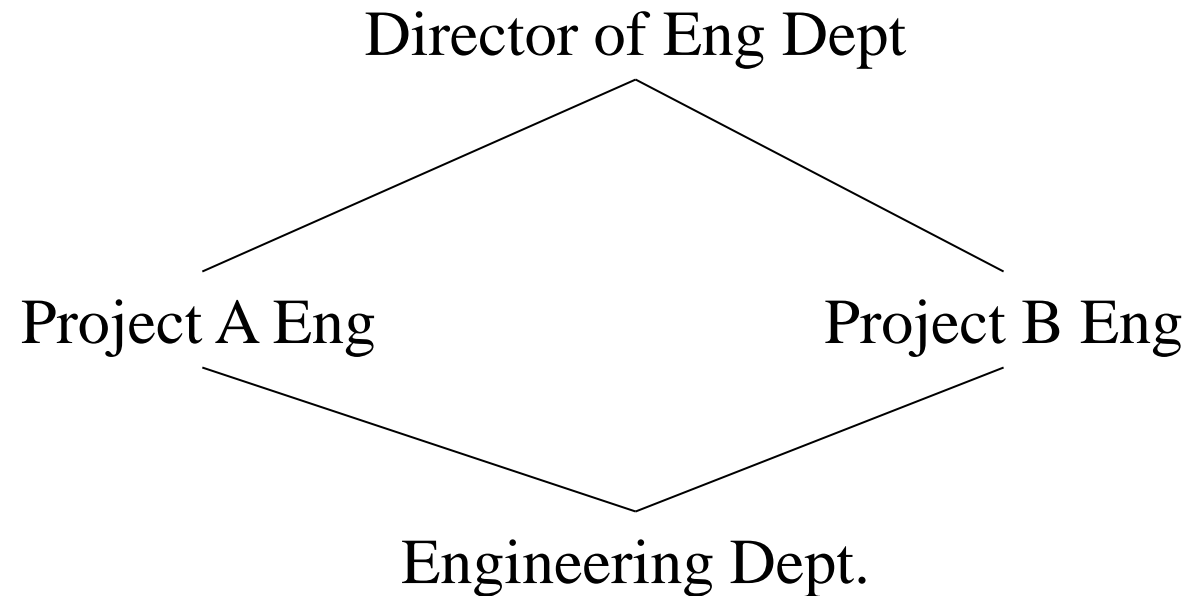 Director of Eng Dept
Project A Eng
Project B Eng
Engineering Dept.